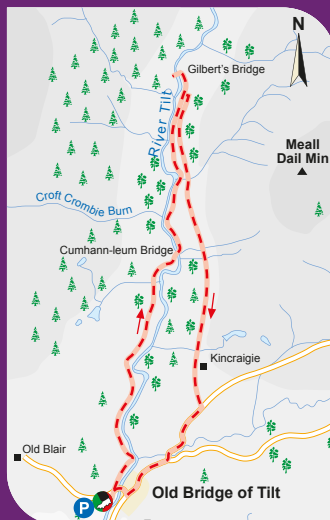 N
Gilbert's Bridge
River Tilt
Meall
Dail Min
Croft Crombie Burn
Cumhann-leum Bridge
Kincraigie
Old Blair
P
Old Bridge of Tilt